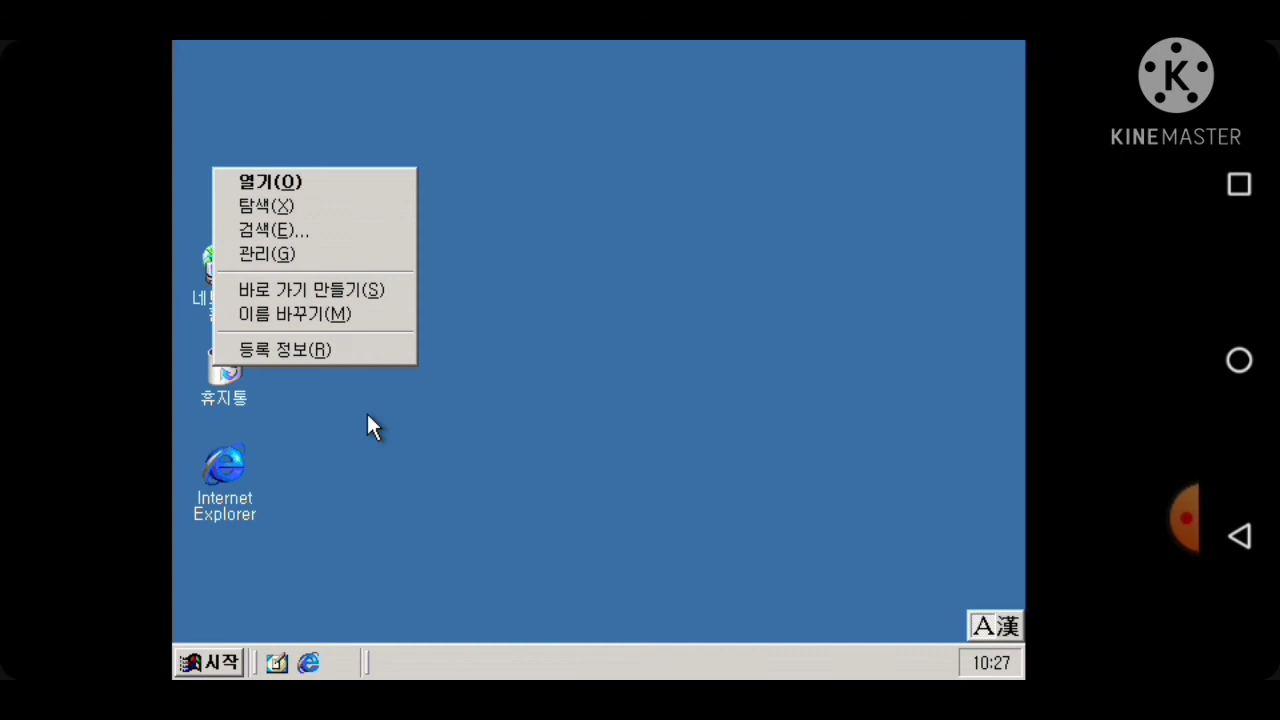 KINEMASTER
열기(O)
탐색(X)
검색(E)...
관리(G)
바로 가기 만들기(S)
이름 바꾸기(M)
등록 정보(R)
휴지통
Internet
Explorer
A漢
시작
10:27